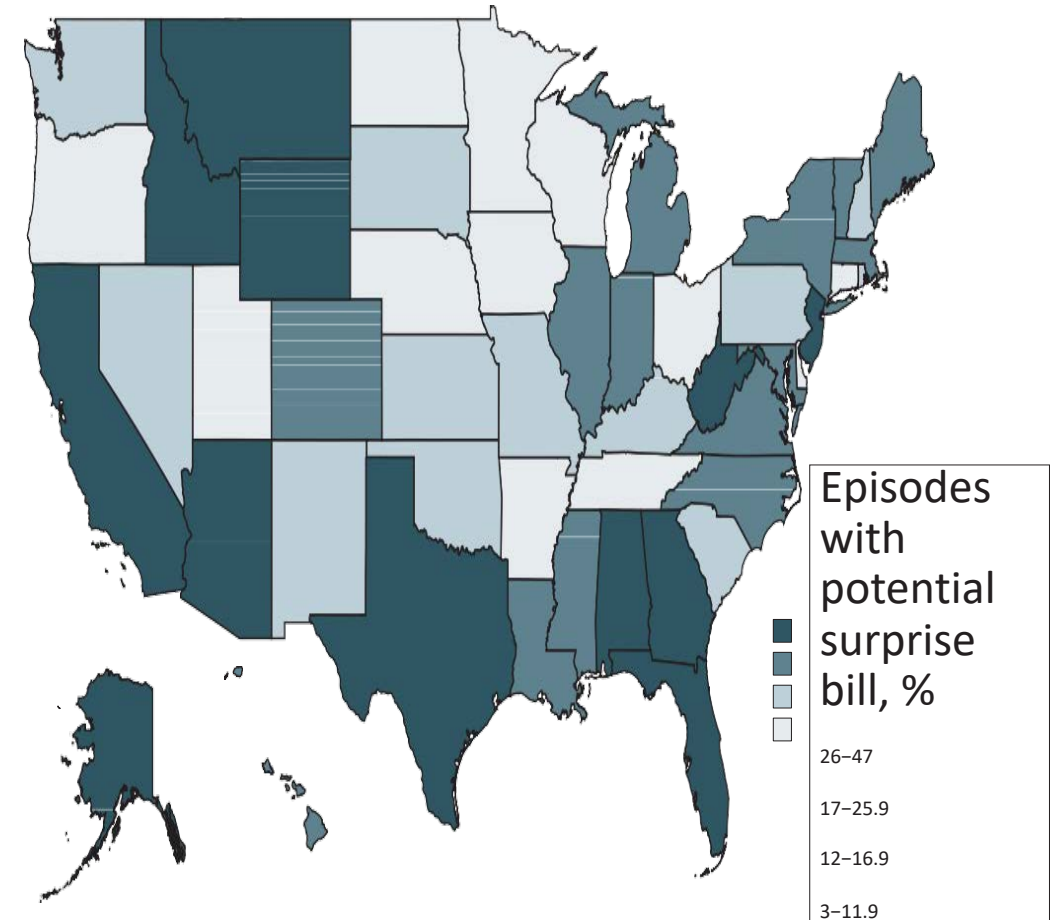 Episodes
with
potential
surprise
bill, %
26–47
17–25.9
12–16.9
3–11.9